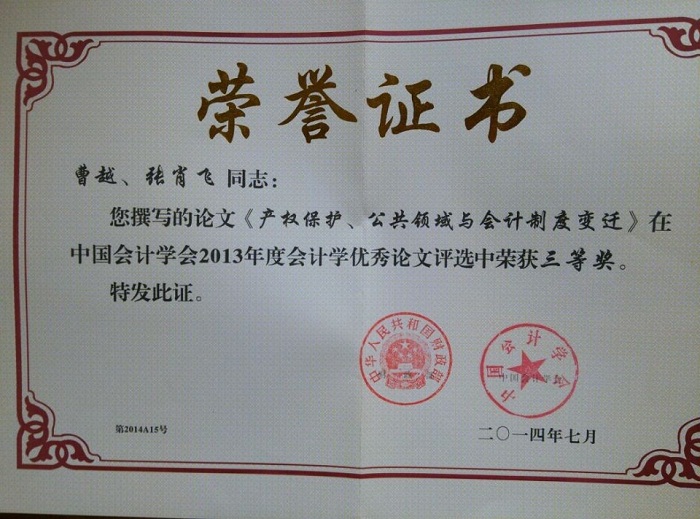 荣誉证书
曹越、张肖飞 同志：
您撰写的论文《产权保护、公共领域与会计制度变迁》在
中国会计学会2013年度会计学优秀论文评选中荣获三等奖。
特发此证。
中华人民共和国财政部
中国会计学会
第2014A15号
二〇一四年七月